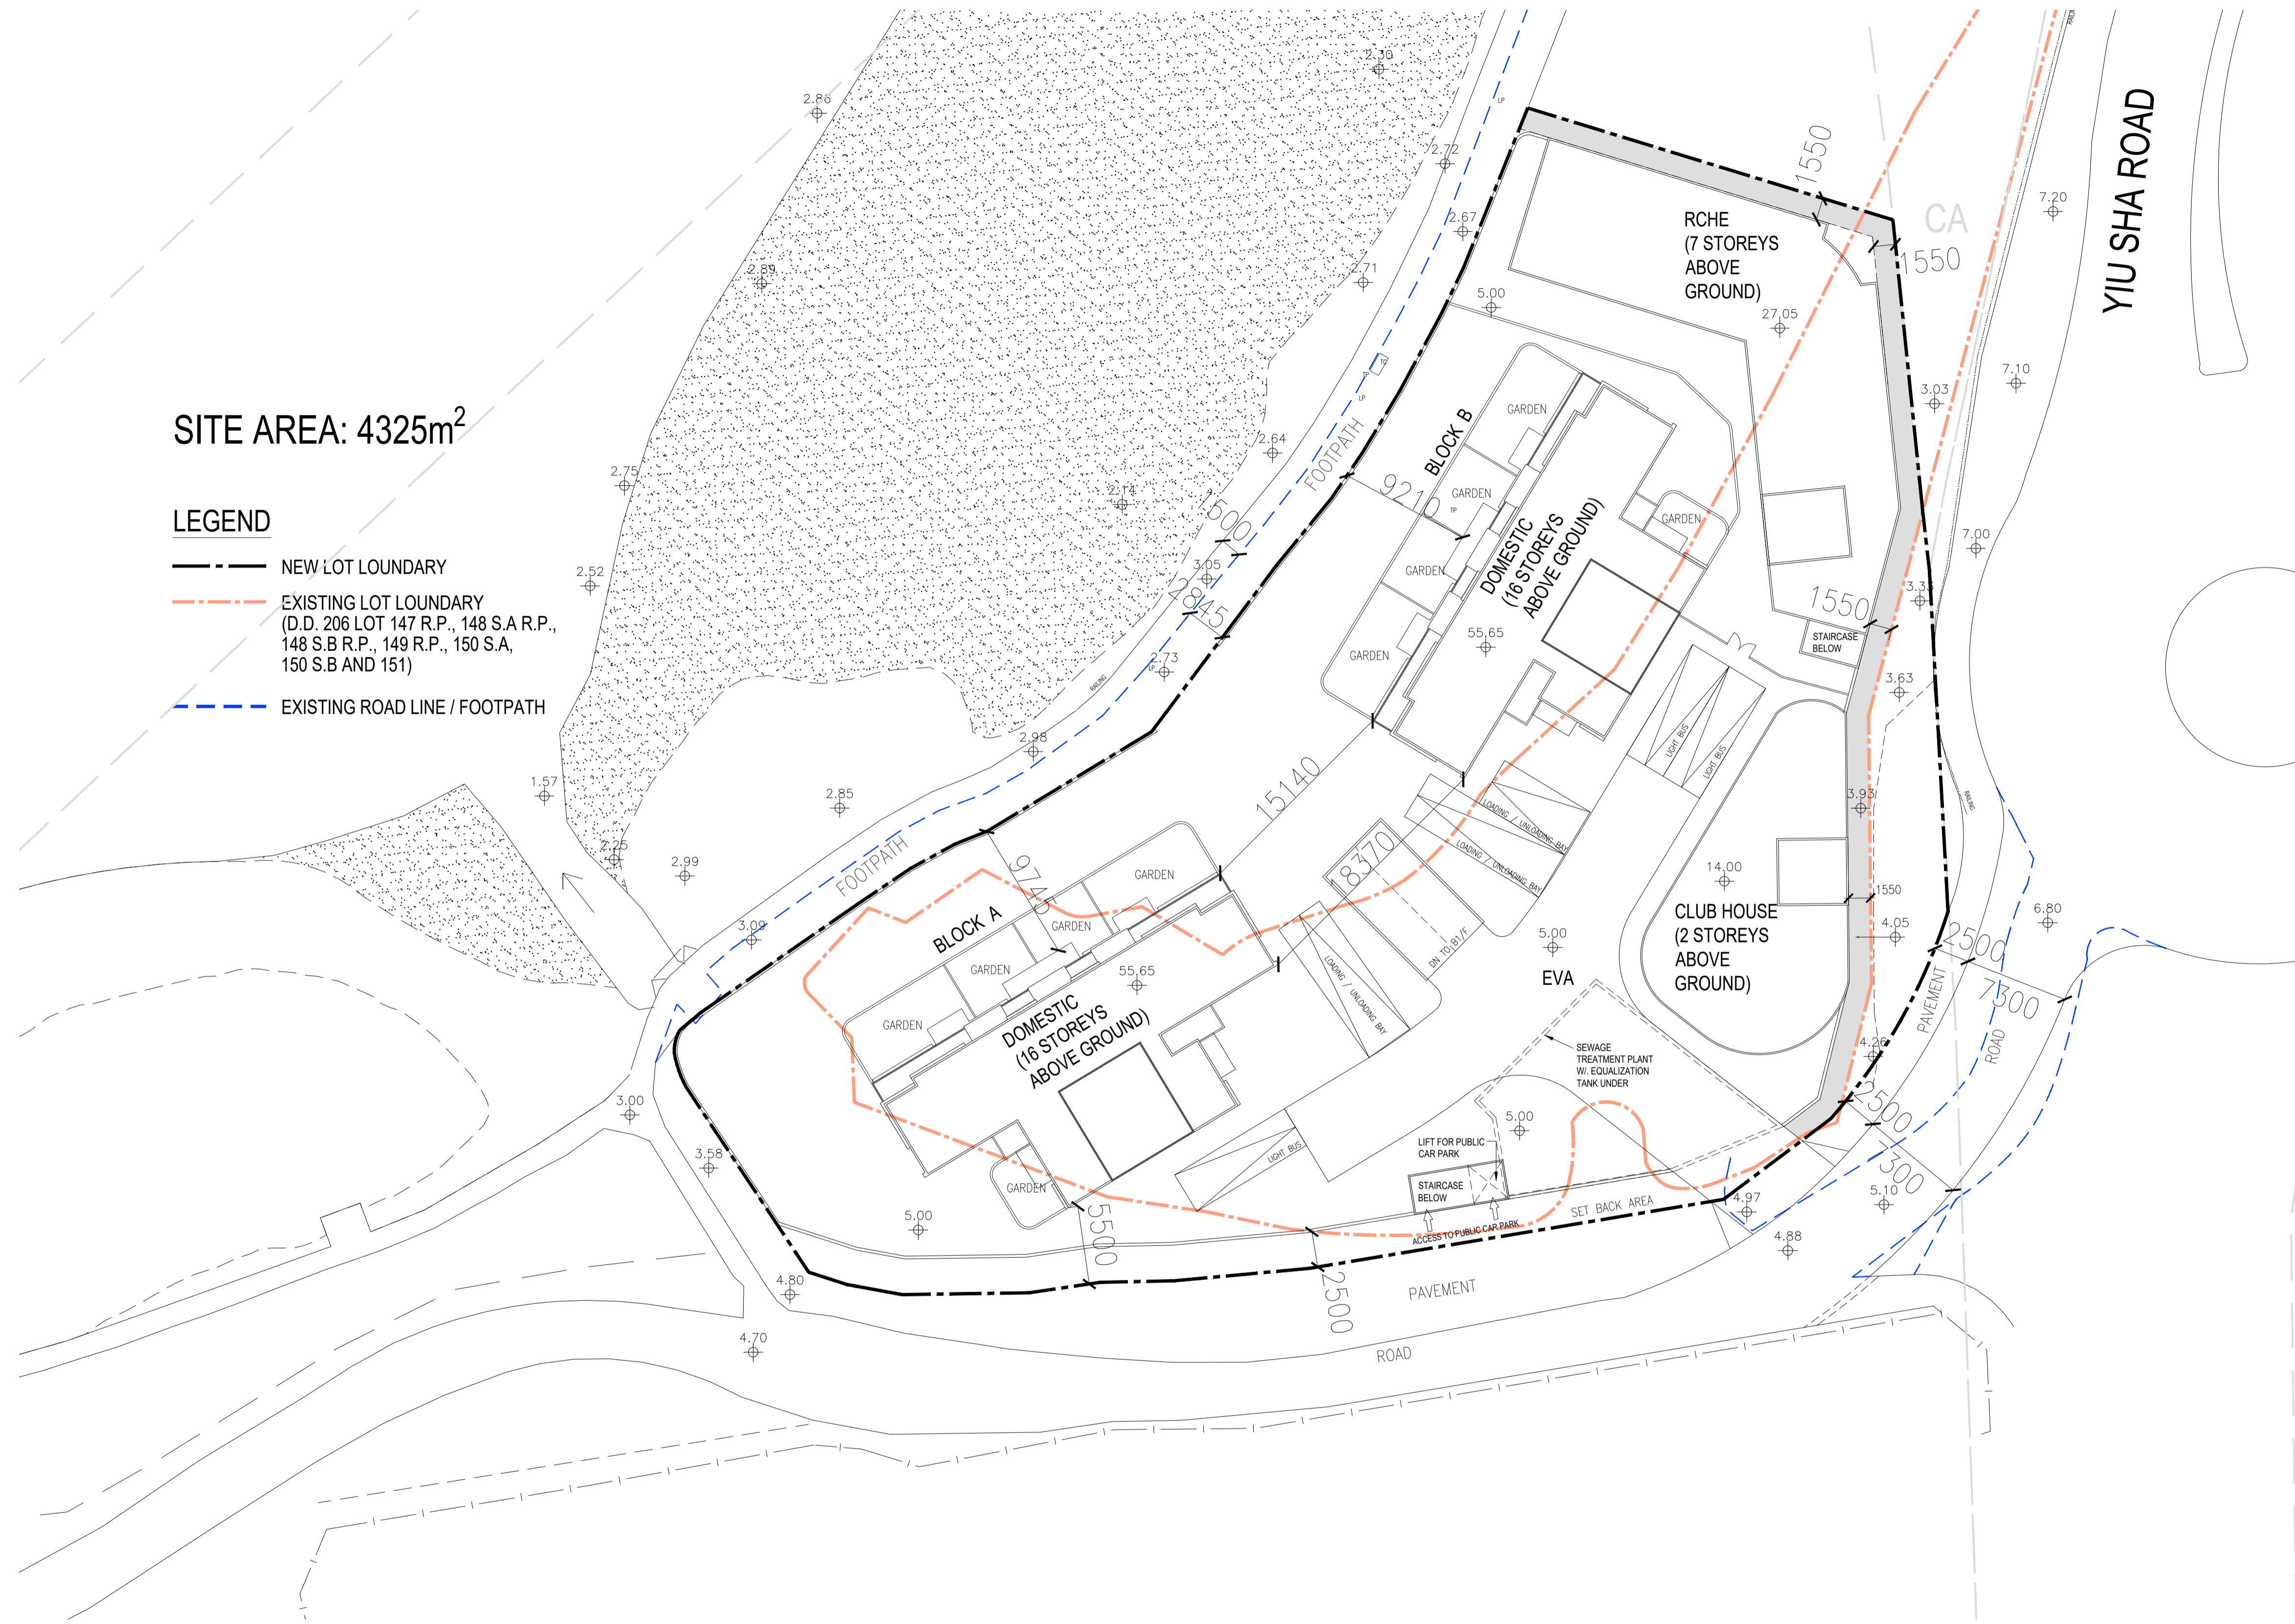 SITE AREA: 4325m²
LEGEND
NEW LOT LOUNDARY
EXISTING LOT LOUNDARY
(D.D. 206 LOT 147 R.P., 148 S.A R.P.,
148 S.B R.P., 149 R.P., 150 S.A,
150 S.B AND 151)
EXISTING ROAD LINE / FOOTPATH
YIU SHA ROAD
CA
RCHE
(7 STOREYS
ABOVE
GROUND)
27.05
1550
1550
1550
1550
2.30
2.86
2.72
2.67
2.71
2.89
2.64
2.75
2.14
2.52
3.05
2.73
2.98
2.85
1.57
2.25
2.99
3.09
3.00
3.58
4.80
4.70
7.20
7.10
7.00
3.03
3.33
3.63
3.93
4.05
4.26
6.80
5.10
4.97
4.88
5.00
5.00
5.00
5.00
LP
LP
LP
TP
TP
RAILING
RAILING
FOOTPATH
FOOTPATH
1500
2845
9210
15140
9745
18370
5500
2500
2500
7300
2500
7300
BLOCK B
DOMESTIC
(16 STOREYS
ABOVE GROUND)
55.65
GARDEN
GARDEN
GARDEN
GARDEN
GARDEN
BLOCK A
DOMESTIC
(16 STOREYS
ABOVE GROUND)
55.65
GARDEN
GARDEN
GARDEN
GARDEN
GARDEN
STAIRCASE
BELOW
LIGHT BUS
LIGHT BUS
LIGHT BUS
LOADING / UNLOADING BAY
LOADING / UNLOADING BAY
LOADING / UNLOADING BAY
DN TO B1/F
14.00
CLUB HOUSE
(2 STOREYS
ABOVE
GROUND)
EVA
SEWAGE
TREATMENT PLANT
W/. EQUALIZATION
TANK UNDER
LIFT FOR PUBLIC
CAR PARK
STAIRCASE
BELOW
ACCESS TO PUBLIC CAR PARK
SET BACK AREA
PAVEMENT
PAVEMENT
ROAD
ROAD